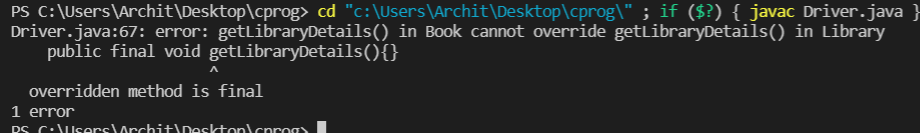 PS C:\Users\Archit\Desktop\cprog> cd "c:\Users\Archit\Desktop\cprog\" ; if ($?) { javac Driver.java }
Driver.java:67: error: getLibraryDetails() in Book cannot override getLibraryDetails() in Library
    public final void getLibraryDetails(){}
                      ^
  overridden method is final
1 error
PS C:\Users\Archit\Desktop\cprog>